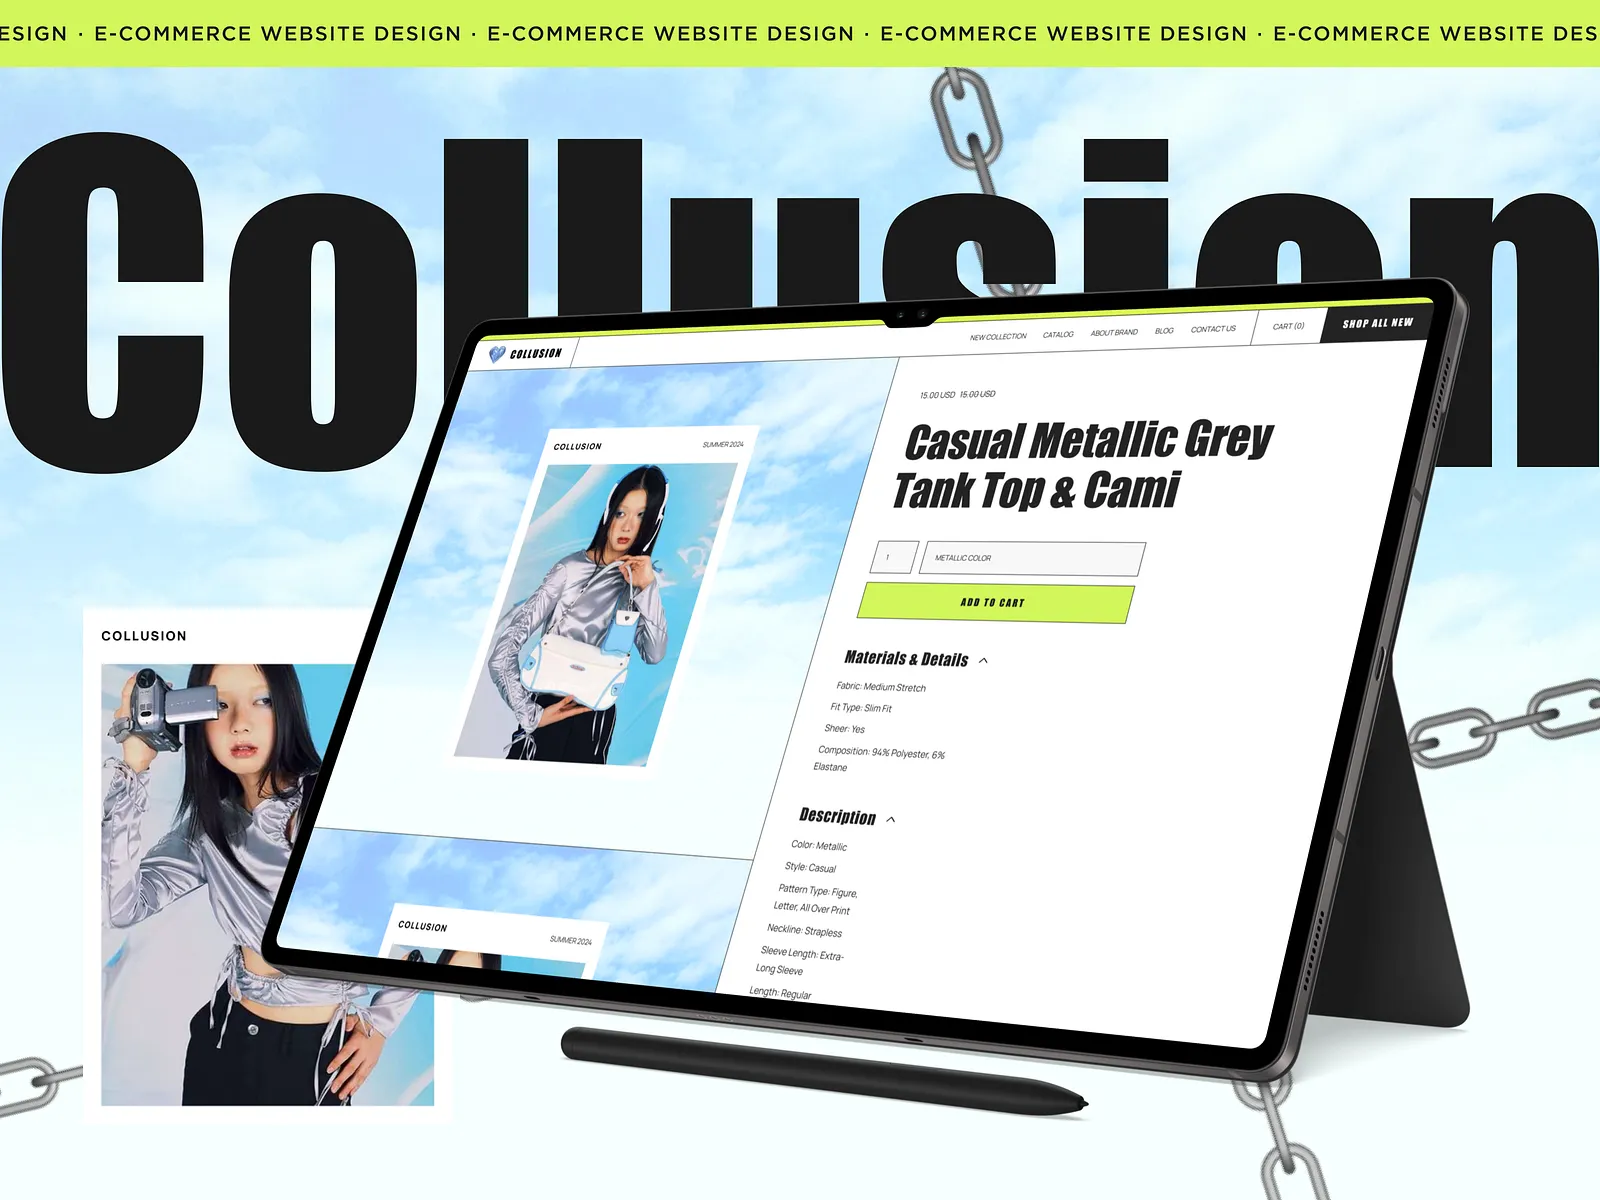 ESIGN · E-COMMERCE WEBSITE DESIGN · E-COMMERCE WEBSITE DESIGN · E-COMMERCE WEBSITE DESIGN · E-COMMERCE WEBSITE DES
Collusion
COLLUSION
NEW COLLECTION
CATALOG
ABOUT BRAND
BLOG
CONTACT US
CART (0)
SHOP ALL NEW
COLLUSION
SUMMER 2024
15.00 USD 15.00 USD
Casual Metallic Grey
Tank Top & Cami
1
METALLIC COLOR
ADD TO CART
Materials & Details
Fabric: Medium Stretch
Fit Type: Slim Fit
Sheer: Yes
Composition: 94% Polyester, 6%
Elastane
Description
Color: Metallic
Style: Casual
Pattern Type: Figure,
Letter, All Over Print
Neckline: Strapless
Sleeve Length: Extra-
Long Sleeve
Length: Regular
COLLUSION
SUMMER 2024
COLLUSION